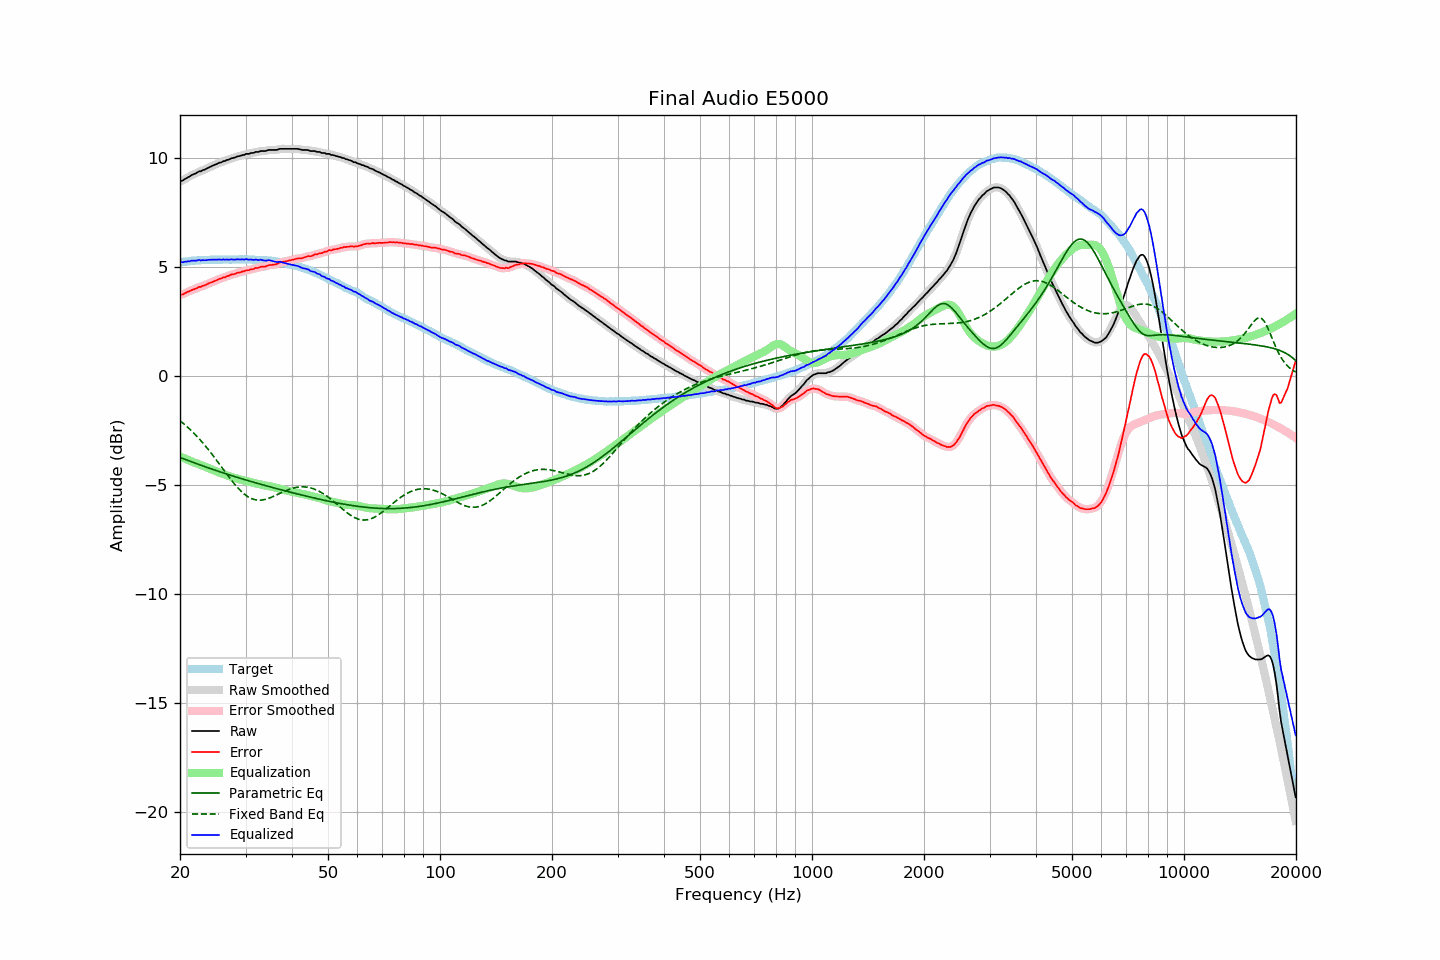 Final Audio E5000
Amplitude (dBr)
10
5
0
−5
−10
−15
−20
Target
Raw Smoothed
Error Smoothed
Raw
Error
Equalization
Parametric Eq
Fixed Band Eq
Equalized
20 50 100 200 500 1000 2000 5000 10000 20000
Frequency (Hz)